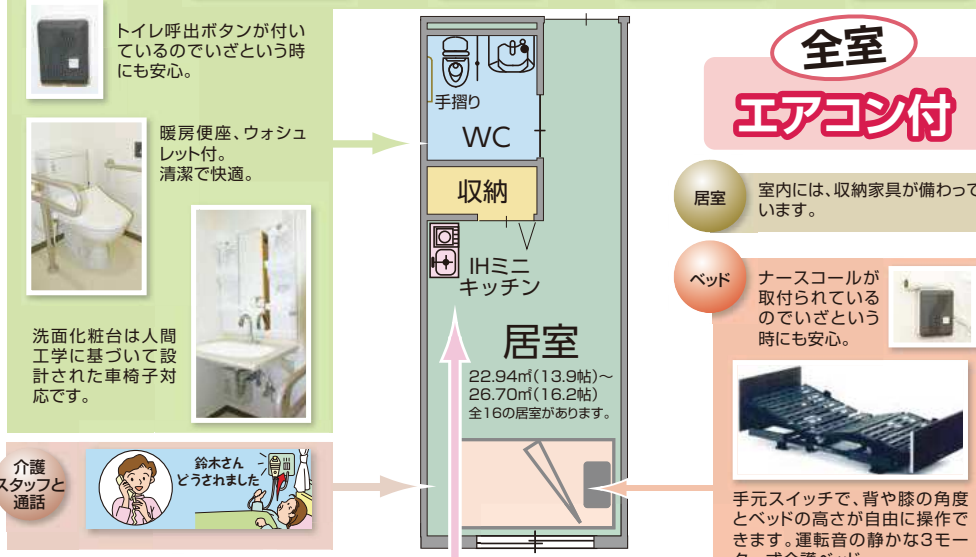 トイレ呼出ボタンが付い
ているのでいざという時
にも安心。
暖房便座、ウォシュ
レット付。
清潔で快適。
洗面化粧台は人間
工学に基づいて設
計された車椅子対
応です。
介護
スタッフと
通話
鈴木さん
どうされました
手摺り
WC
収納
IHミニ
キッチン
居室
22.94㎡(13.9帖)～
26.70㎡(16.2帖)
全16の居室があります。
全室
エアコン付
居室
室内には、収納家具が備わって
います。
ベッド
ナースコールが
取付られている
のでいざという
時にも安心。
手元スイッチで、背や膝の角度
とベッドの高さが自由に操作で
きます。運転音の静かな3モー
ター式介護ベッド